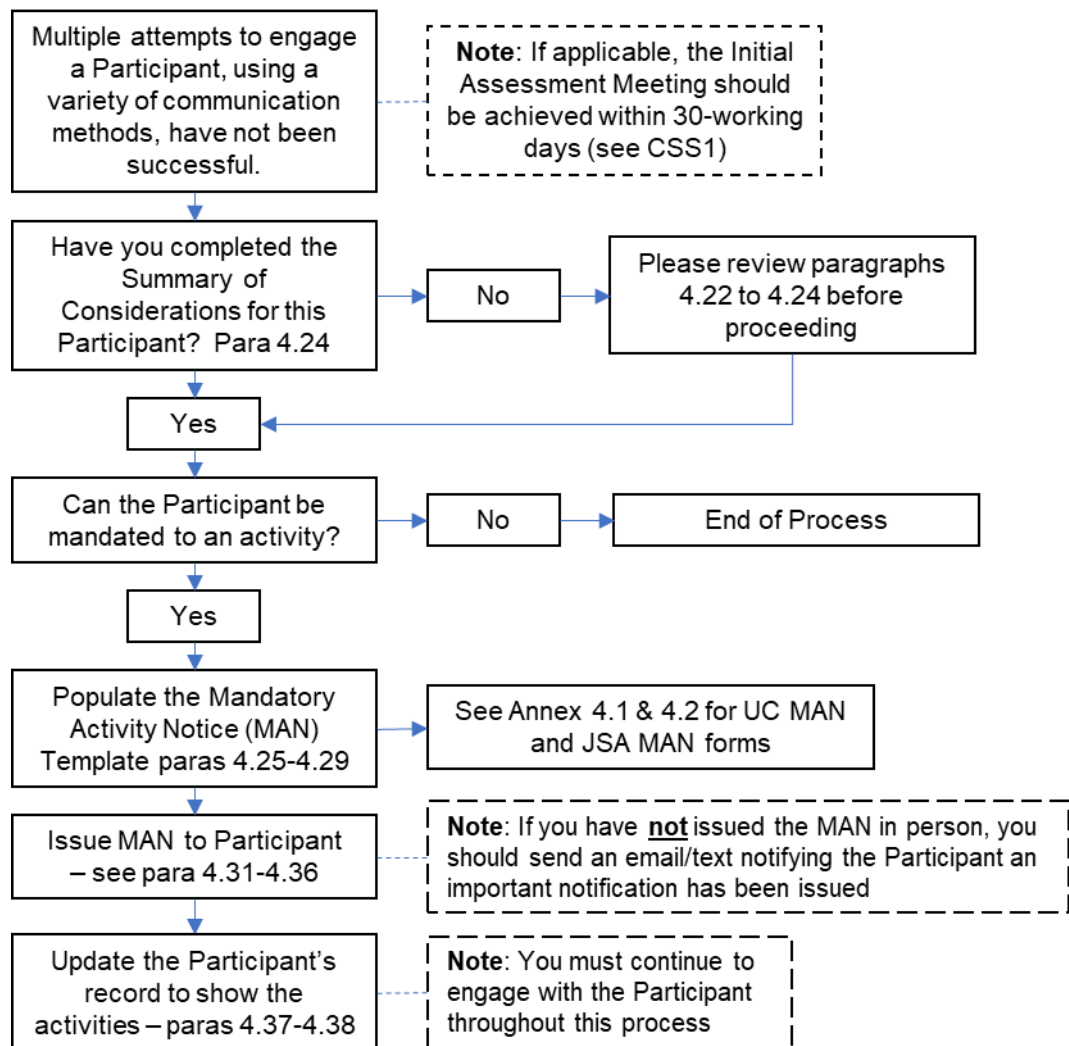 Multiple attempts to engage
a Participant, using a
variety of communication
methods, have not been
successful.
Note: If applicable, the Initial
Assessment Meeting should
be achieved within 30-working
days (see CSS1)
Have you completed the
Summary of
Considerations for this
Participant?  Para 4.24
No
Please review paragraphs
4.22 to 4.24 before
proceeding
Yes
Can the Participant be
mandated to an activity?
No
End of Process
Yes
Populate the Mandatory
Activity Notice (MAN)
Template paras 4.25-4.29
See Annex 4.1 & 4.2 for UC MAN
and JSA MAN forms
Issue MAN to Participant
– see para 4.31-4.36
Note: If you have not issued the MAN in person, you
should send an email/text notifying the Participant an
important notification has been issued
Update the Participant's
record to show the
activities – paras 4.37-4.38
Note: You must continue to
engage with the Participant
throughout this process